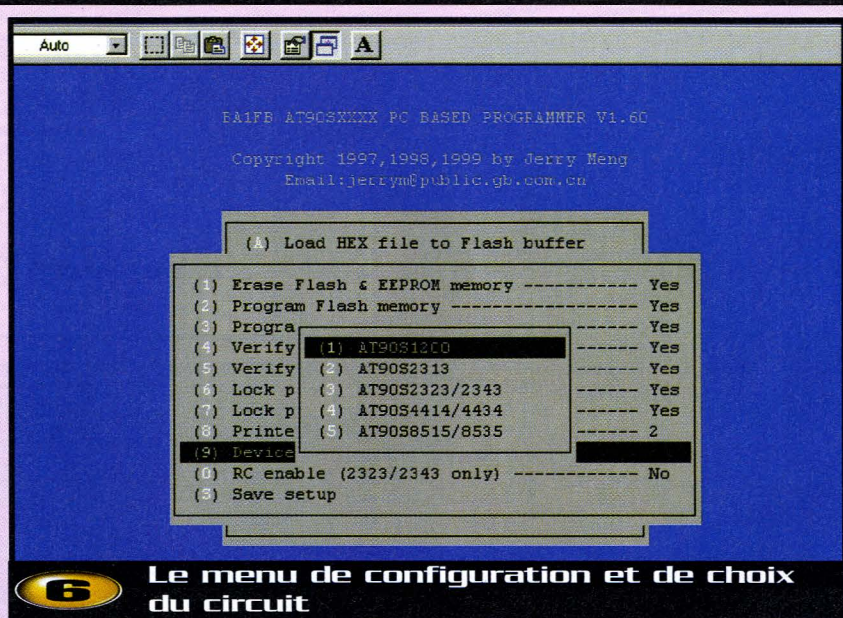 Auto
A
BA1FB AT90SXXXX PC BASED PROGRAMMER V1.60
Copyright 1997,1998,1999 by Jerry Meng
Email:jerrym@public.gb.com.cn
(A) Load HEX file to Flash buffer
(1) Erase Flash & EEPROM memory ----------- Yes
(2) Program Flash memory ------------------ Yes
(3) Progra ------ Yes
(4) Verify (1) AT90S1200 ------ Yes
(5) Verify (2) AT90S2313 ------ Yes
(6) Lock p (3) AT90S2323/2343 ------ Yes
(7) Lock p (4) AT90S4414/4434 ------ Yes
(8) Printe (5) AT90S8515/8535 ------ 2
(9) Device
(0) RC enable (2323/2343 only) ------------ No
(S) Save setup
6 Le menu de configuration et de choix
du circuit